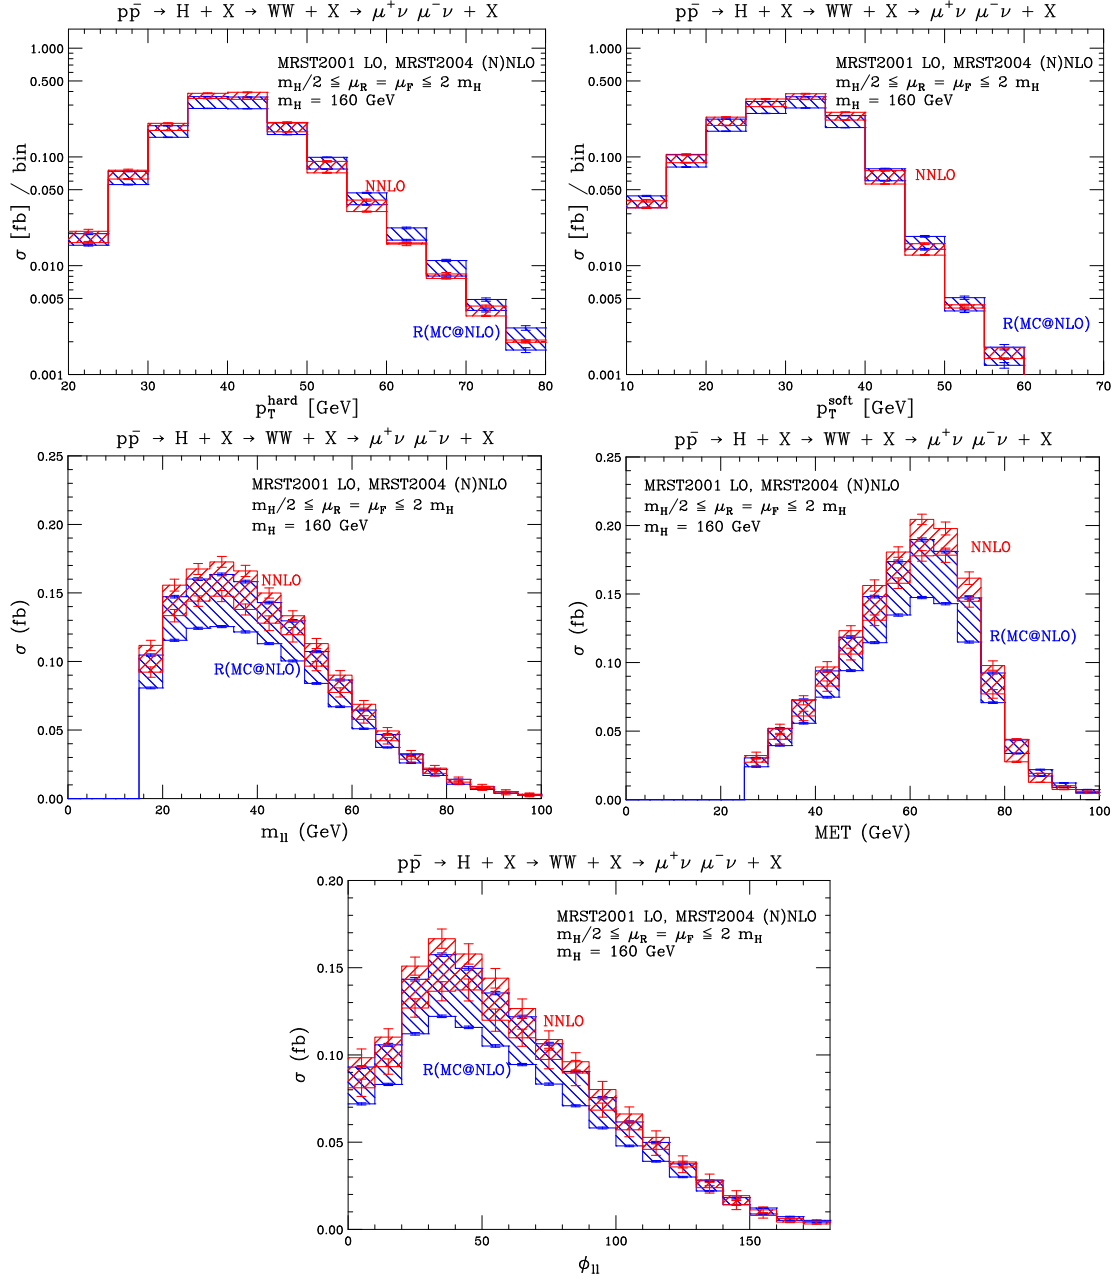 pp̄ → H + X → WW + X → μ⁺ν μ⁻ν + X
MRST2001 LO, MRST2004 (N)NLO
m_H/2 ≦ μ_R = μ_F ≦ 2 m_H
m_H = 160 GeV
σ [fb] / bin
1.000
0.500
0.100
0.050
0.010
0.005
0.001
NNLO
R(MC@NLO)
20 30 40 50 60 70 80
p_T^hard [GeV]
pp̄ → H + X → WW + X → μ⁺ν μ⁻ν + X
MRST2001 LO, MRST2004 (N)NLO
m_H/2 ≦ μ_R = μ_F ≦ 2 m_H
m_H = 160 GeV
σ [fb] / bin
1.000
0.500
0.100
0.050
0.010
0.005
0.001
NNLO
R(MC@NLO)
10 20 30 40 50 60 70
p_T^soft [GeV]
pp̄ → H + X → WW + X → μ⁺ν μ⁻ν + X
MRST2001 LO, MRST2004 (N)NLO
m_H/2 ≦ μ_R = μ_F ≦ 2 m_H
m_H = 160 GeV
σ (fb)
0.25
0.20
0.15
0.10
0.05
0.00
NNLO
R(MC@NLO)
0 20 40 60 80 100
m_ll (GeV)
pp̄ → H + X → WW + X → μ⁺ν μ⁻ν + X
MRST2001 LO, MRST2004 (N)NLO
m_H/2 ≦ μ_R = μ_F ≦ 2 m_H
m_H = 160 GeV
σ (fb)
0.25
0.20
0.15
0.10
0.05
0.00
NNLO
R(MC@NLO)
0 20 40 60 80 100
MET (GeV)
pp̄ → H + X → WW + X → μ⁺ν μ⁻ν + X
MRST2001 LO, MRST2004 (N)NLO
m_H/2 ≦ μ_R = μ_F ≦ 2 m_H
m_H = 160 GeV
σ (fb)
0.20
0.15
0.10
0.05
0.00
NNLO
R(MC@NLO)
0 50 100 150
ϕ_ll